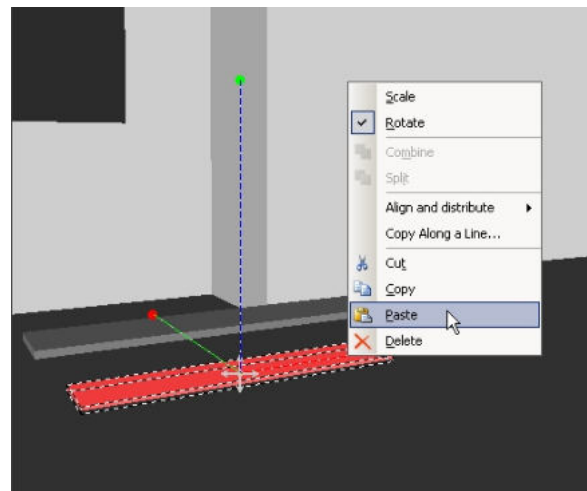 Scale
Rotate
Combine
Split
Align and distribute
Copy Along a Line...
Cut
Copy
Paste
Delete